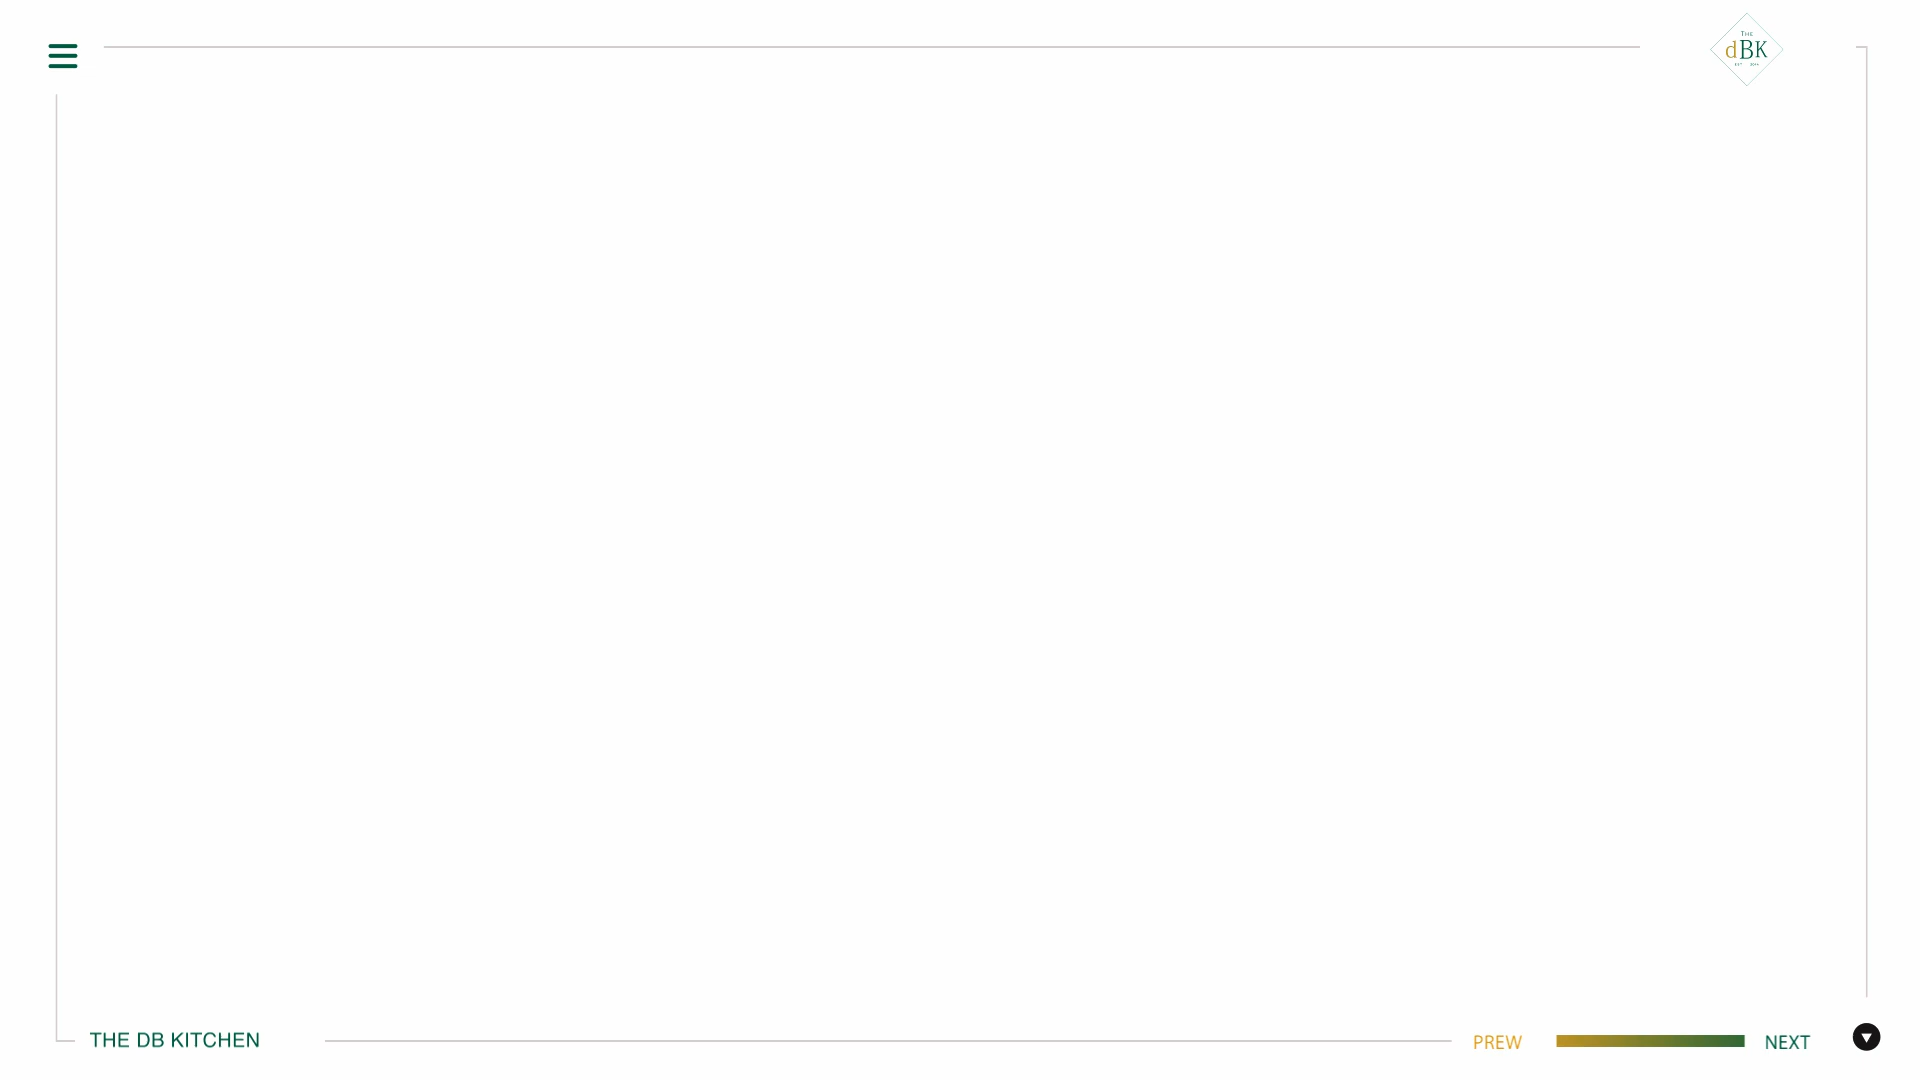 THE
dBK
THE DB KITCHEN
PREW
NEXT